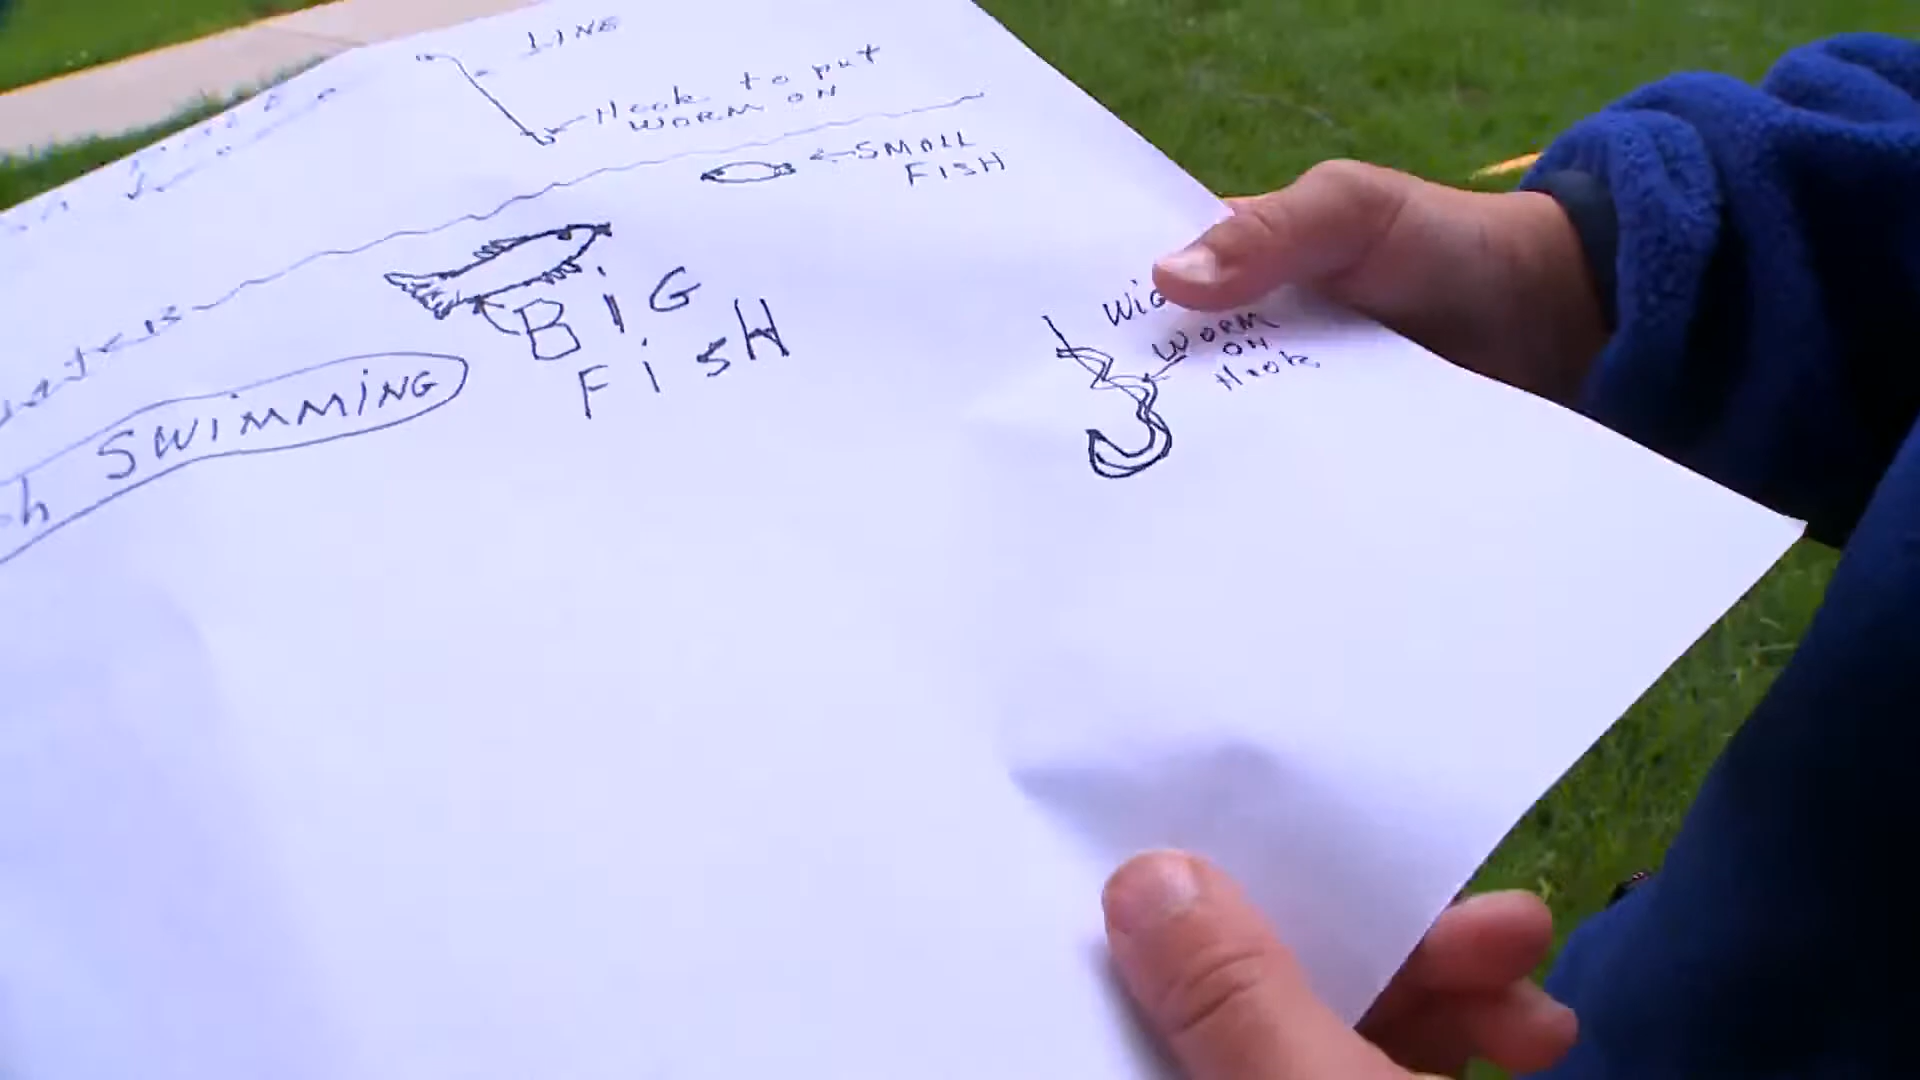 LINE
Hook to put
WORM ON
SMALL
FISH
BIG
FISH
SWIMMING
WORM
ON
Hook